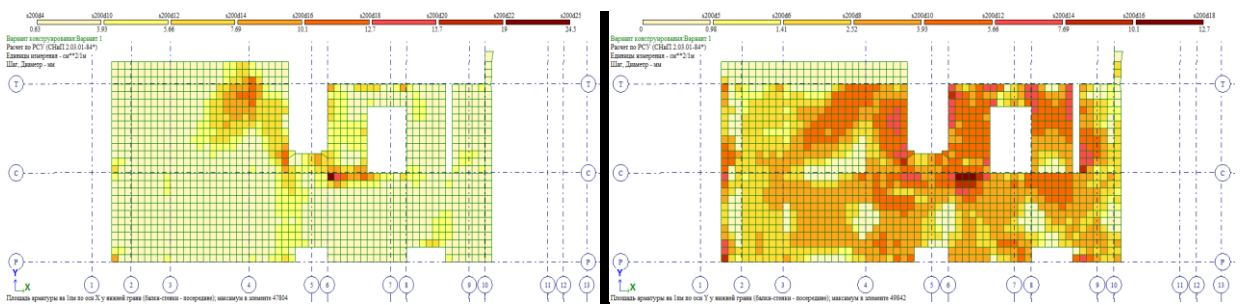 s200d4 s200d10 s200d12 s200d14 s200d16 s200d18 s200d20 s200d22 s200d25
0.63 3.93 5.66 7.69 10.1 12.7 15.7 19 24.5
Вариант конструирования:Вариант 1
Расчет по РСУ (СНиП 2.03.01-84*)
Единицы измерения - см**2/1м
Шаг, Диаметр - мм
Т Т
С С
Р Р
Y
X
1 2 3 4 5 6 7 8 9 10 11 12 13
Площадь арматуры на 1пм по оси X у нижней грани (балки-стенки - посередине); максимум в элементе 47804
s200d5 s200d6 s200d8 s200d10 s200d12 s200d14 s200d16 s200d18
0 0.98 1.41 2.52 3.93 5.66 7.69 10.1 12.7
Вариант конструирования:Вариант 1
Расчет по РСУ (СНиП 2.03.01-84*)
Единицы измерения - см**2/1м
Шаг, Диаметр - мм
Т Т
С С
Р Р
Y
X
1 2 3 4 5 6 7 8 9 10 11 12 13
Площадь арматуры на 1пм по оси Y у нижней грани (балки-стенки - посередине); максимум в элементе 49842